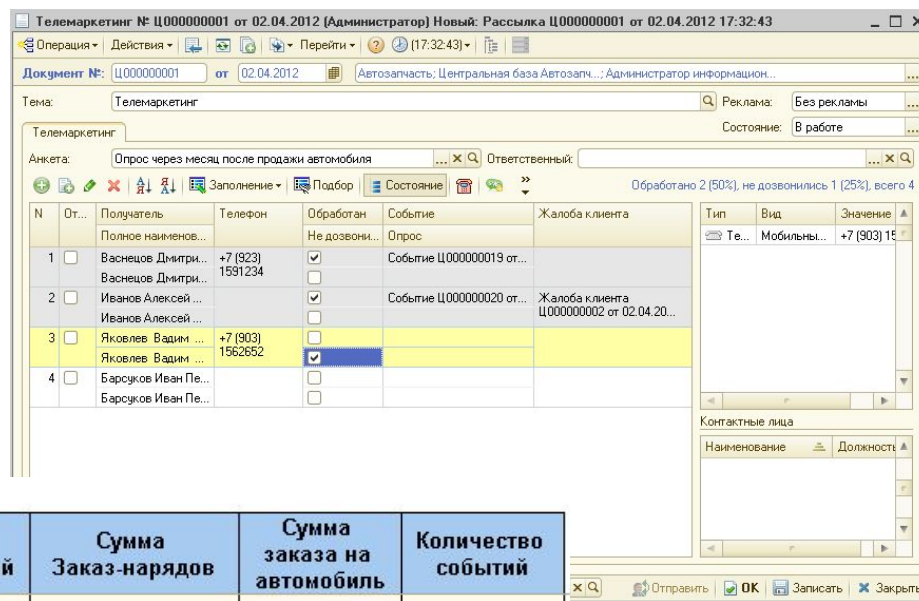 Телемаркетинг № Ц000000001 от 02.04.2012 (Администратор) Новый: Рассылка Ц000000001 от 02.04.2012 17:32:43
Операция Действия Перейти (17:32:43)
Документ №: Ц000000001 от 02.04.2012 Автозапчасть; Центральная база Автозапч...; Администратор информацион...
Тема: Телемаркетинг Реклама: Без рекламы
Телемаркетинг Состояние: В работе
Анкета: Опрос через месяц после продажи автомобиля Ответственный:
Заполнение Подбор Состояние Обработано 2 (50%), не дозвонились 1 (25%), всего 4
N От... Получатель Телефон Обработан Событие Жалоба клиента Тип Вид Значение
Полное наименов... Не дозвони... Опрос
1 Васнецов Дмитри... +7 (923) 1591234 Событие Ц000000019 от... Те... Мобильны... +7 (903) 15
Васнецов Дмитри...
2 Иванов Алексей ... Событие Ц000000020 от... Жалоба клиента Ц000000002 от 02.04.20...
Иванов Алексей ...
3 Яковлев Вадим ... +7 (903) 1562652
Яковлев Вадим ...
4 Барсуков Иван Пе...
Барсуков Иван Пе...
Контактные лица
Наименование Должность
й Сумма Заказ-нарядов Сумма заказа на автомобиль Количество событий
Отправить OK Записать Закрыть